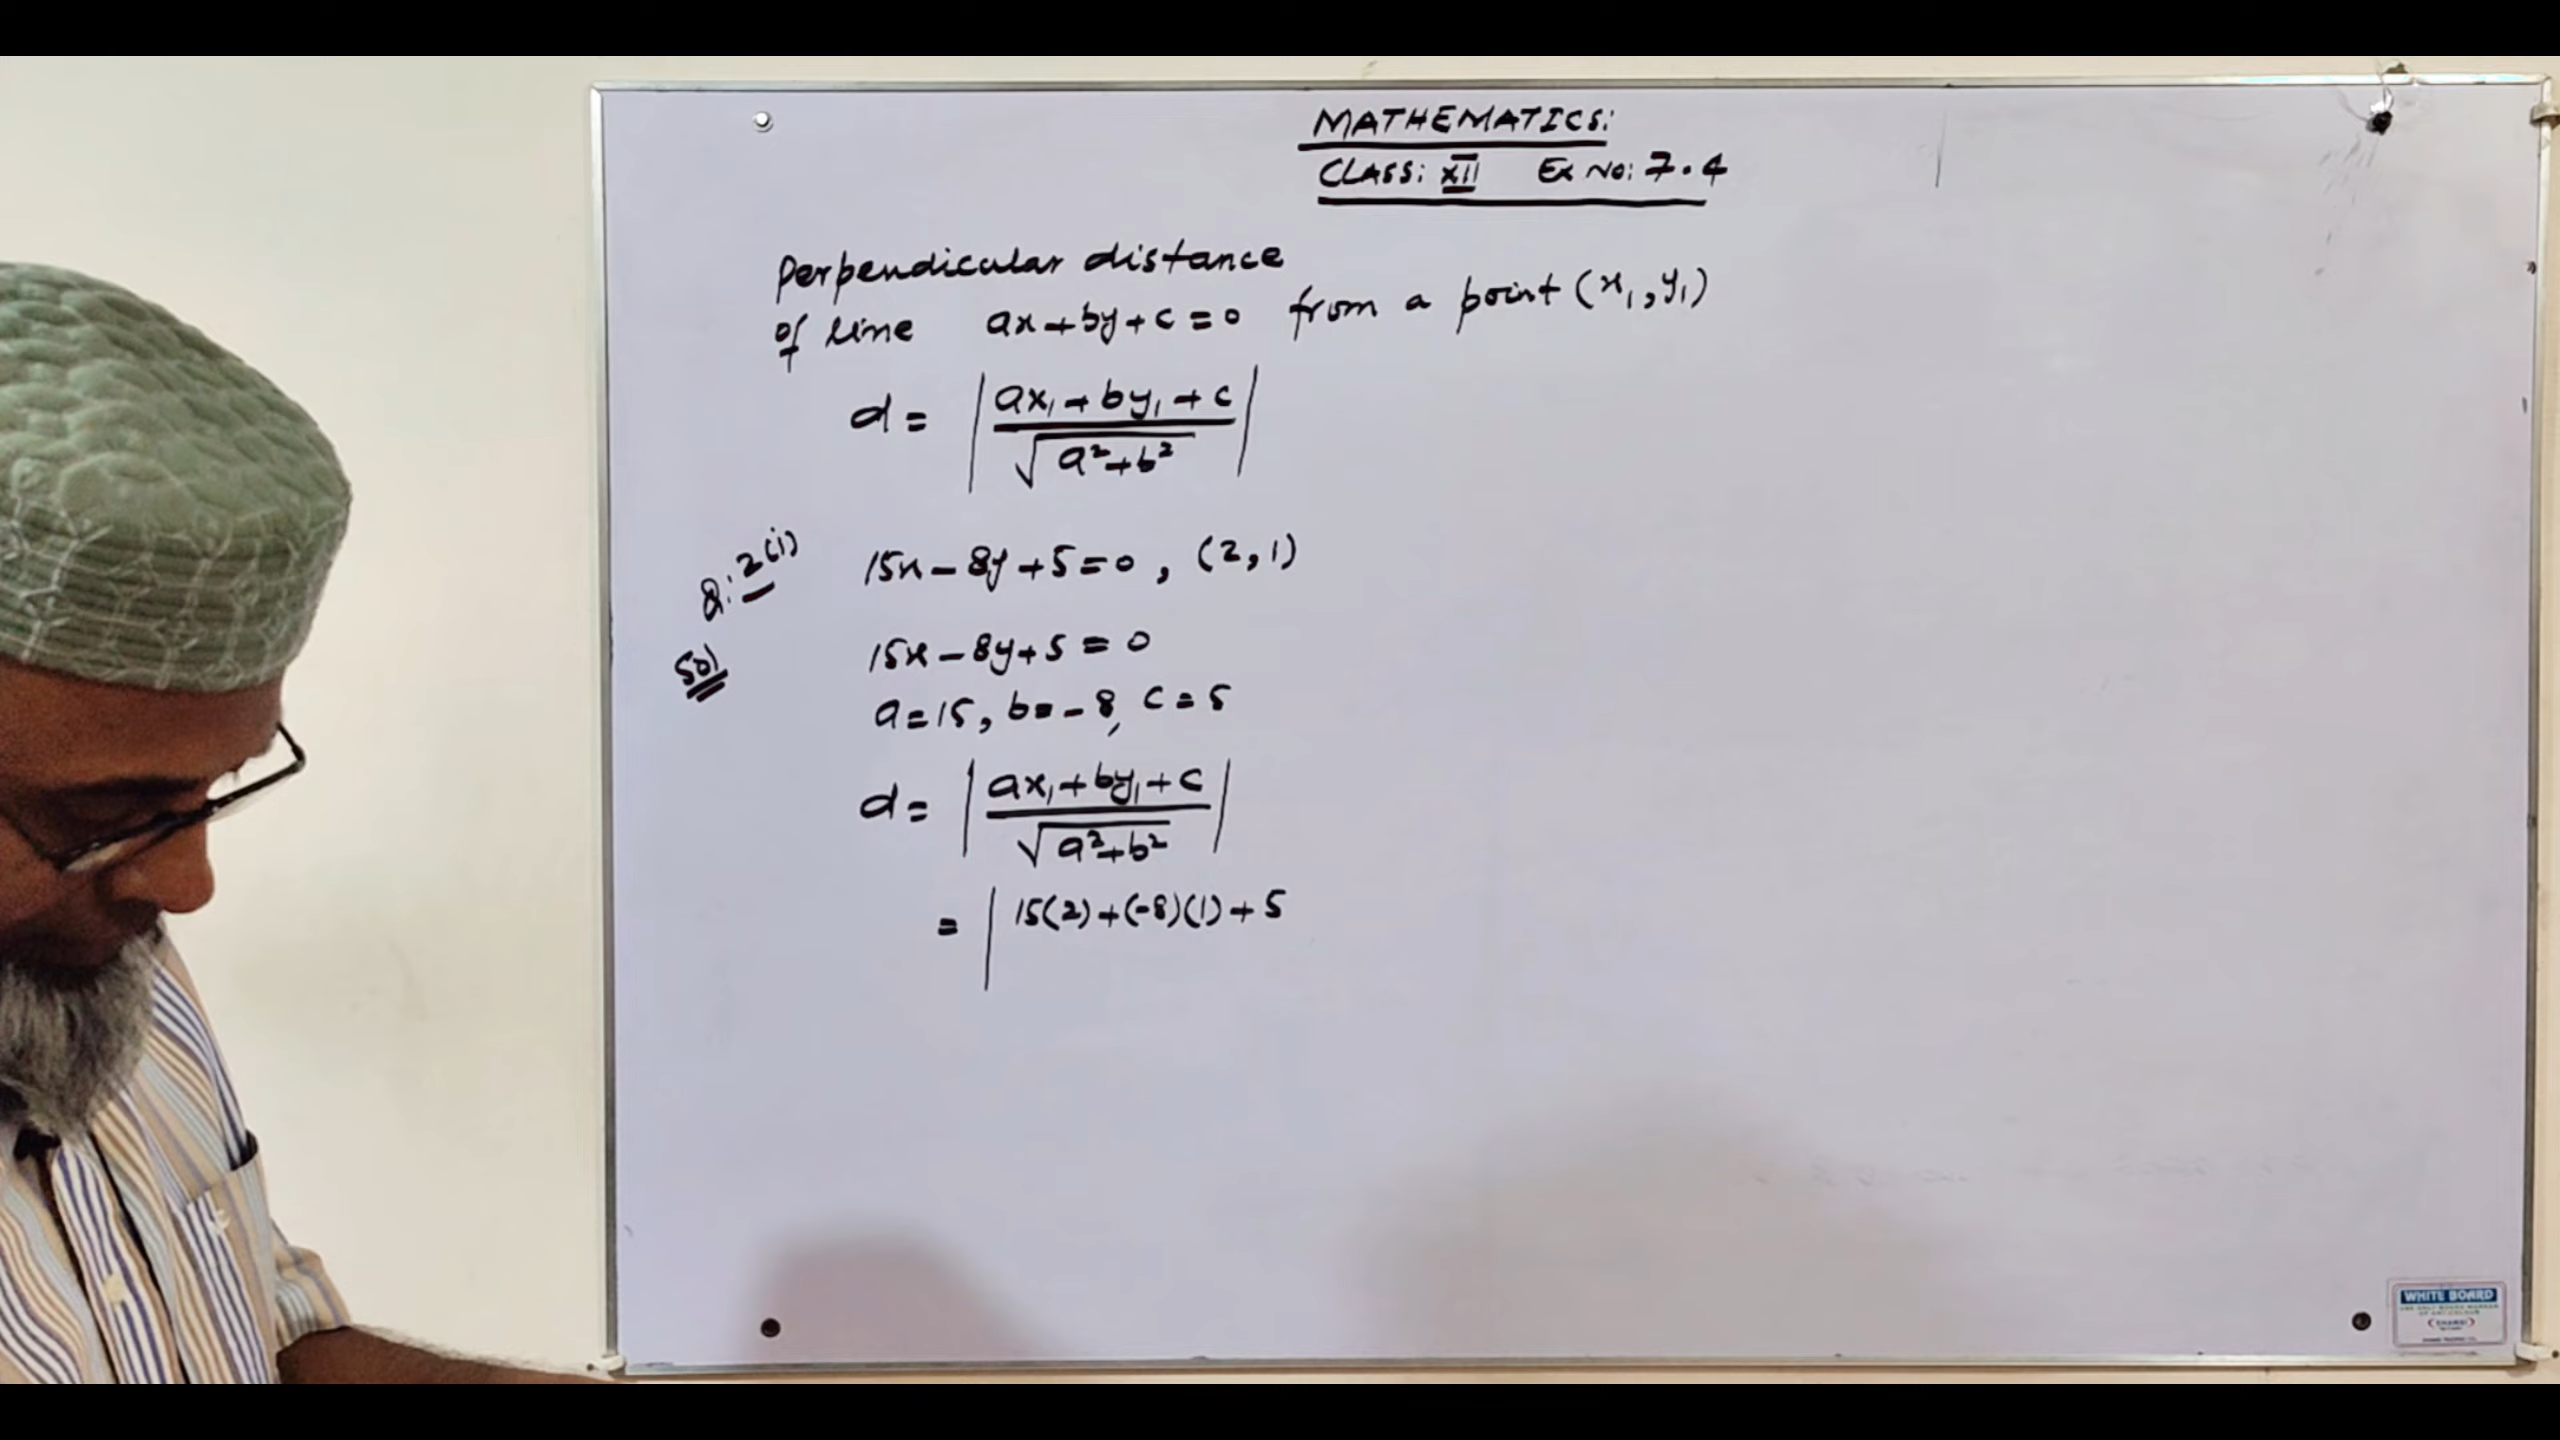 MATHEMATICS:
CLASS: XII Ex No: 7.4
Perpendicular distance
of line ax+by+c=0 from a point (x₁,y₁)
d = | ax₁+by₁+c / √a²+b² |
Q: 2(i) 15x-8y+5=0, (2,1)
Sol 15x-8y+5=0
a=15, b=-8, c=5
d = | ax₁+by₁+c / √a²+b² |
= | 15(2)+(-8)(1)+5
WHITE BOARD